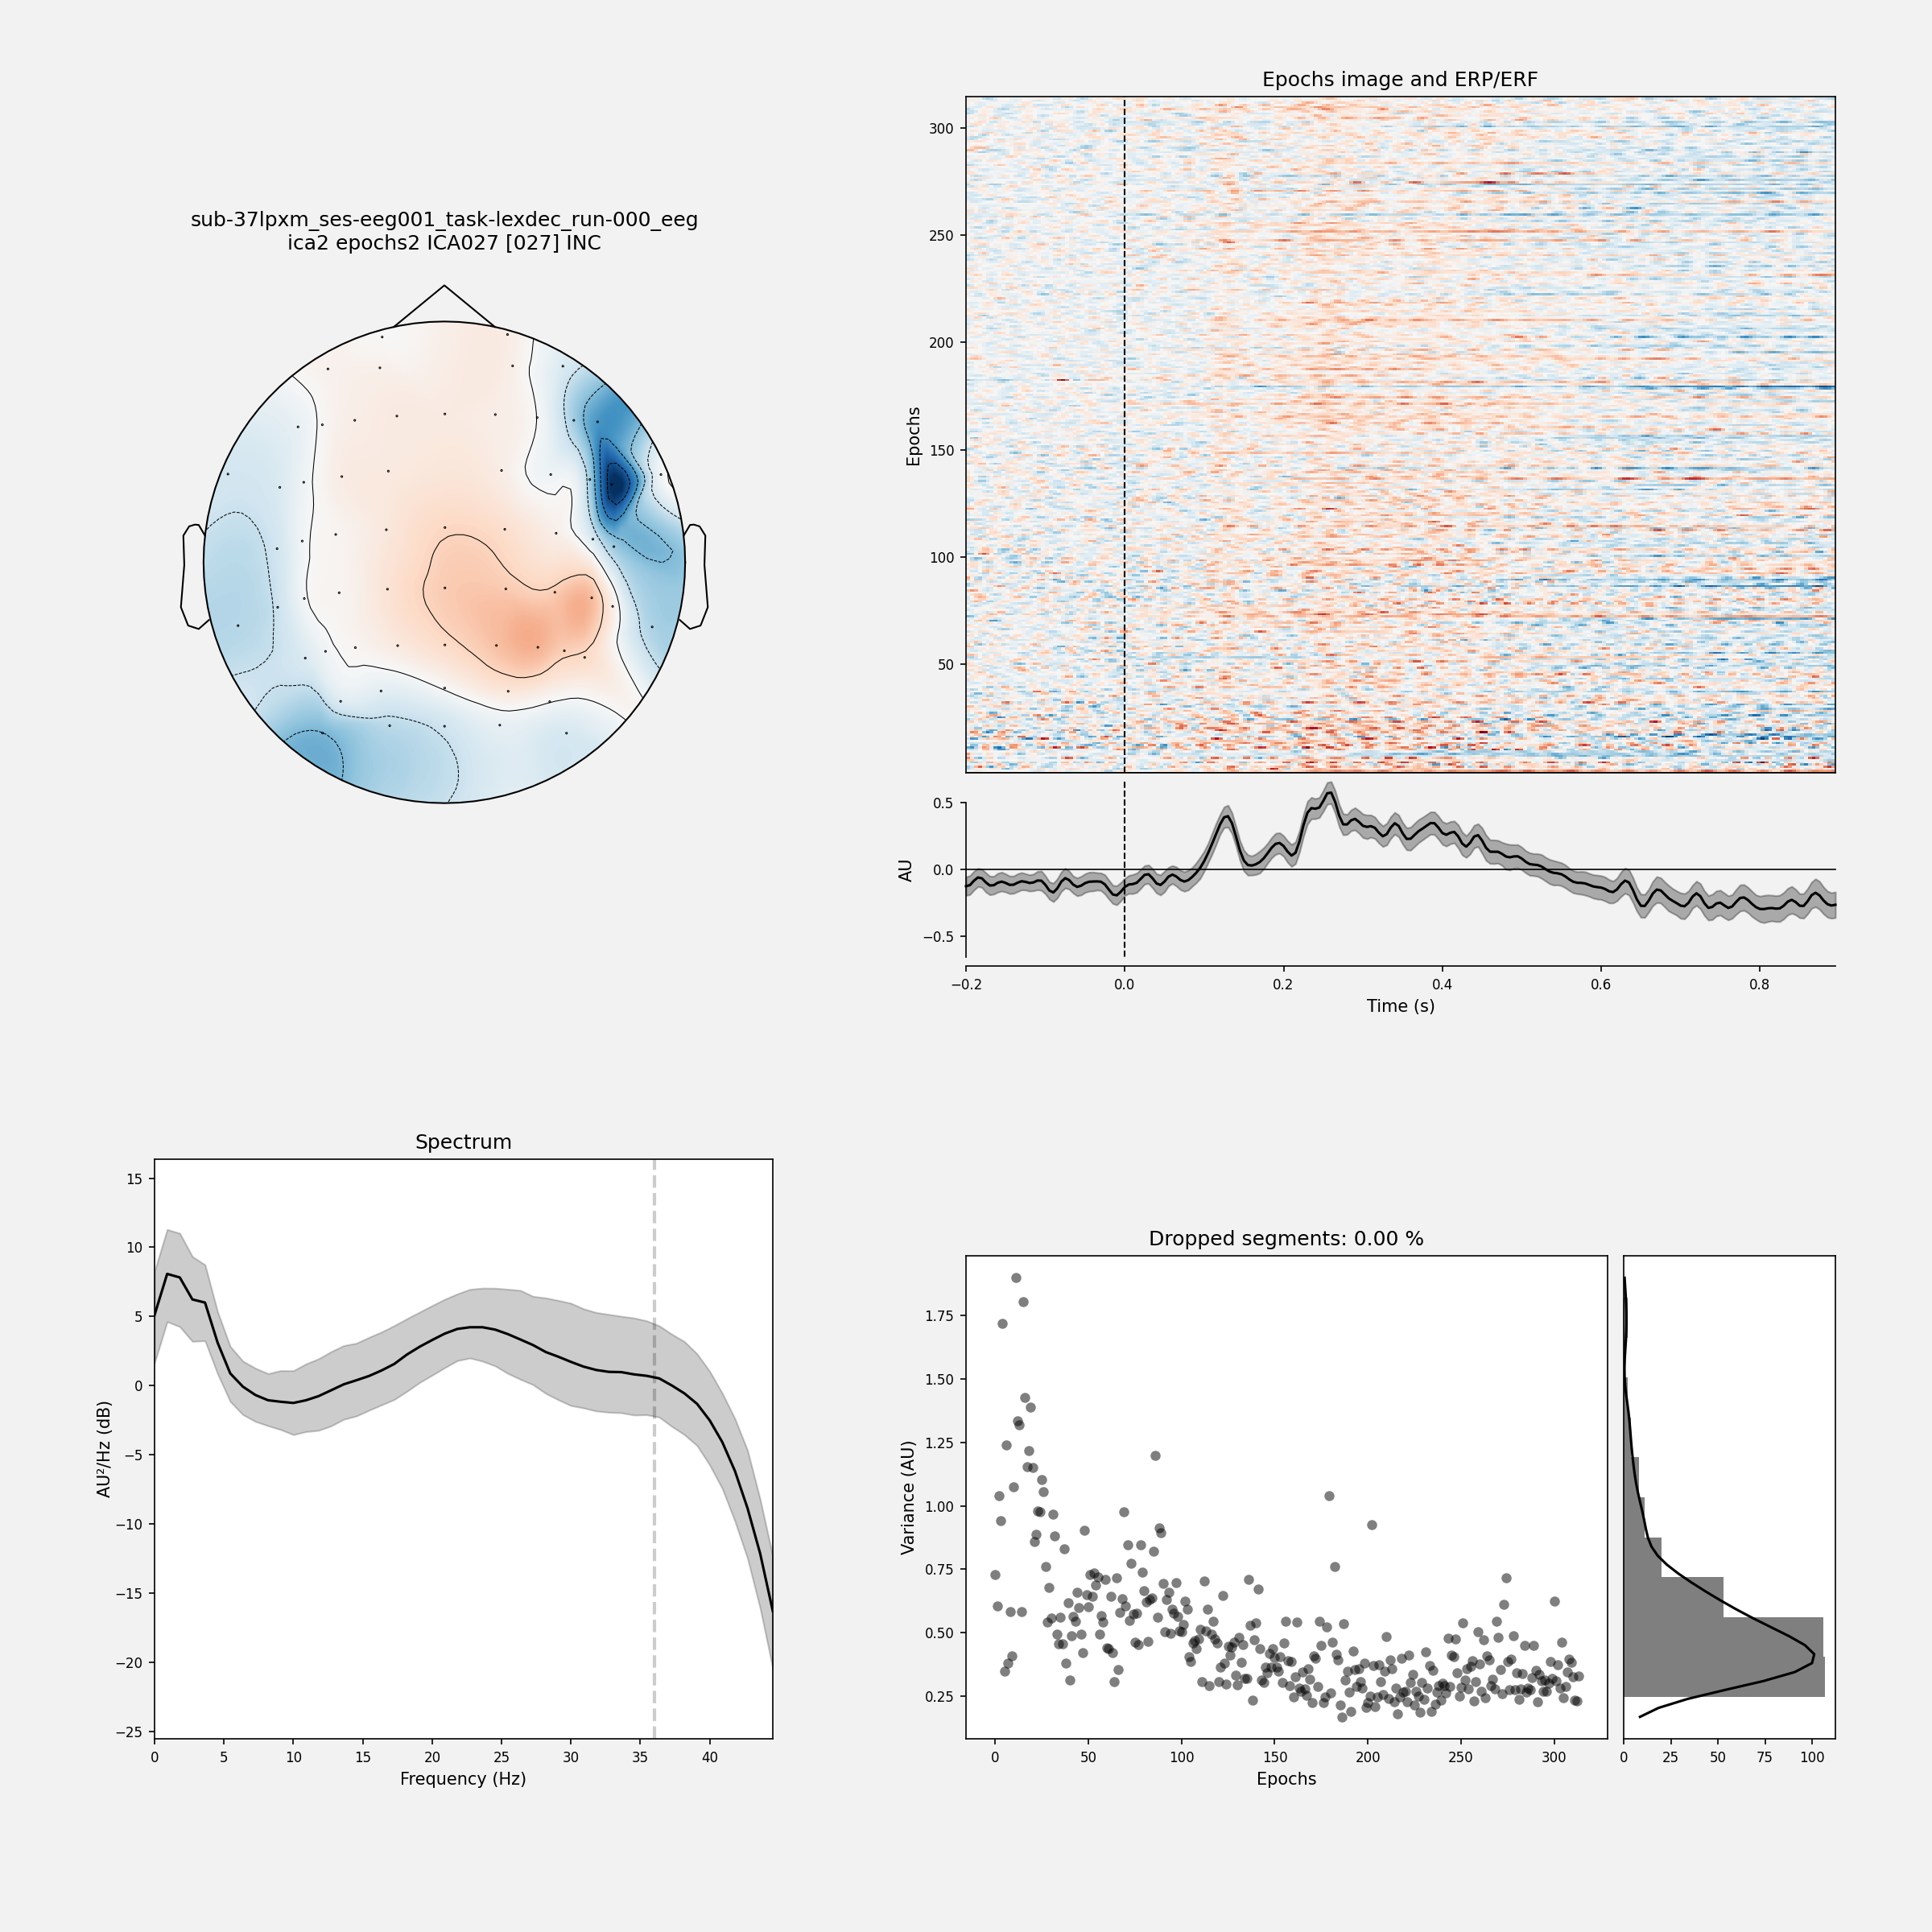 sub-37lpxm_ses-eeg001_task-lexdec_run-000_eeg
ica2 epochs2 ICA027 [027] INC
Epochs image and ERP/ERF
300
250
200
150
100
50
Epochs
0.5
0.0
−0.5
AU
−0.2 0.0 0.2 0.4 0.6 0.8
Time (s)
Spectrum
15
10
5
0
−5
−10
−15
−20
−25
AU²/Hz (dB)
0 5 10 15 20 25 30 35 40
Frequency (Hz)
Dropped segments: 0.00 %
1.75
1.50
1.25
1.00
0.75
0.50
0.25
Variance (AU)
0 50 100 150 200 250 300
Epochs
0 25 50 75 100